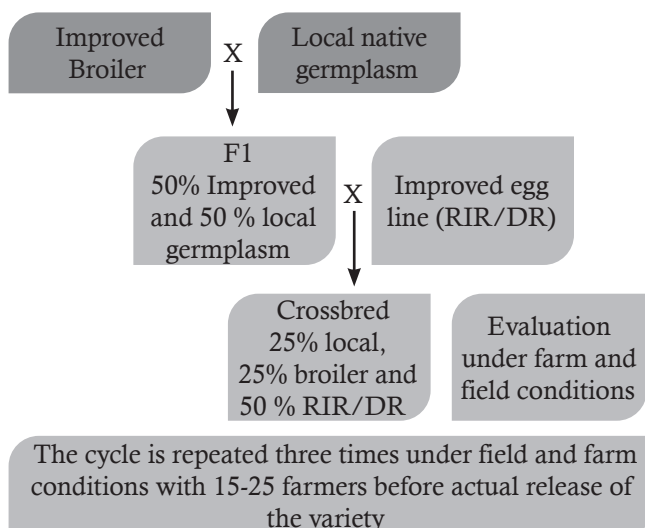 Improved
Broiler
X
Local native
germplasm
F1
50% Improved
and 50 % local
germplasm
X
Improved egg
line (RIR/DR)
Crossbred
25% local,
25% broiler and
50 % RIR/DR
Evaluation
under farm and
field conditions
The cycle is repeated three times under field and farm
conditions with 15-25 farmers before actual release of
the variety